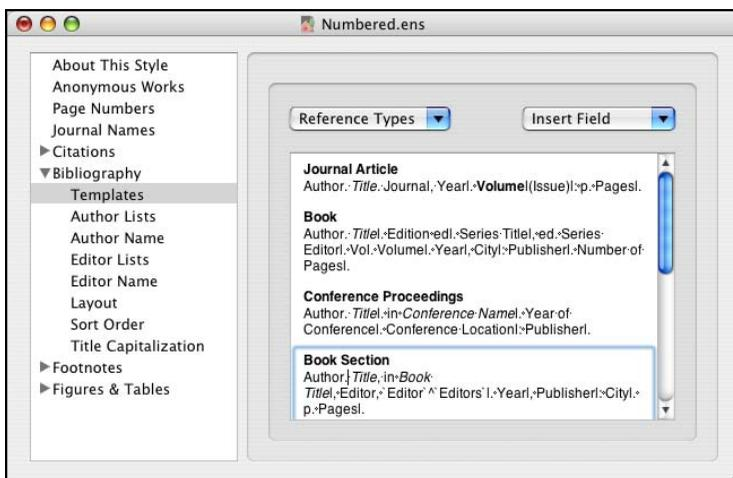 Numbered.ens
About This Style
Anonymous Works
Page Numbers
Journal Names
Citations
Bibliography
Templates
Author Lists
Author Name
Editor Lists
Editor Name
Layout
Sort Order
Title Capitalization
Footnotes
Figures & Tables
Reference Types
Insert Field
Journal Article
Author.·Title.·Journal,·Year|.·Volume|(Issue)|:·p.·Pages|.
Book
Author.·Title|.·Edition·ed|.·Series·Title|,·ed.·Series·
Editor|.·Vol.·Volume|.·Year|,·City|:·Publisher|.·Number·of·
Pages|.
Conference Proceedings
Author.·Title|.·in·Conference·Name|.·Year·of·
Conference|.·Conference·Location|:·Publisher|.
Book Section
Author.·Title,·in·Book·
Title|,·Editor,·`Editor`^`Editors`|.·Year|,·Publisher|:·City|.·
p.·Pages|.